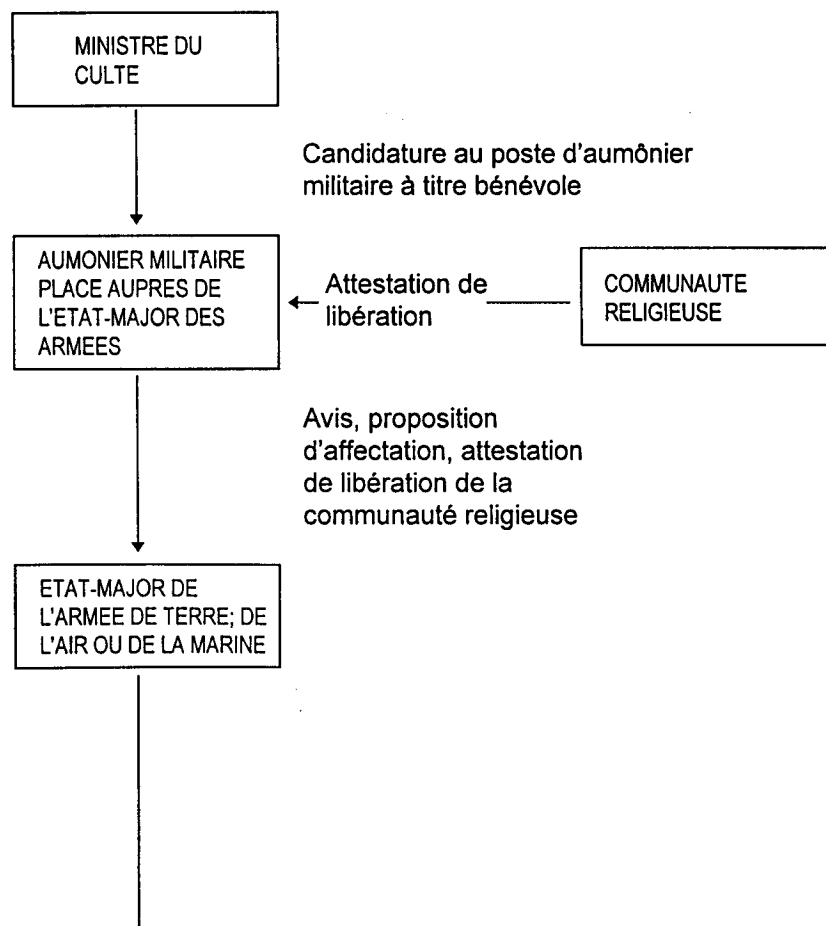 MINISTRE DU
CULTE
Candidature au poste d'aumônier
militaire à titre bénévole
AUMONIER MILITAIRE
PLACE AUPRES DE
L'ETAT-MAJOR DES
ARMEES
Attestation de
libération
COMMUNAUTE
RELIGIEUSE
Avis, proposition
d'affectation, attestation
de libération de la
communauté religieuse
ETAT-MAJOR DE
L'ARMEE DE TERRE; DE
L'AIR OU DE LA MARINE